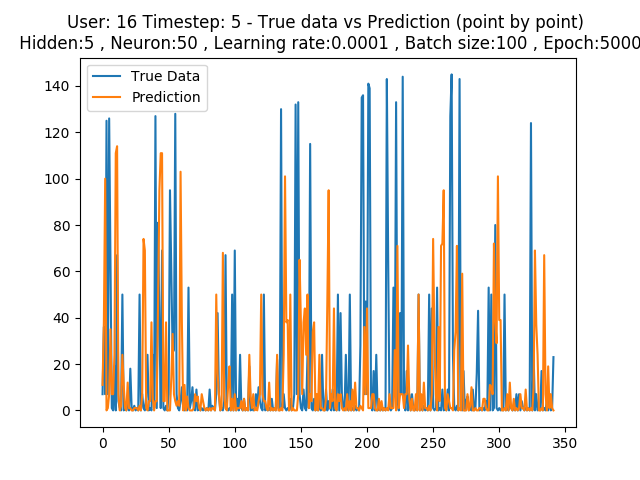 User: 16 Timestep: 5 - True data vs Prediction (point by point)
Hidden:5 , Neuron:50 , Learning rate:0.0001 , Batch size:100 , Epoch:5000
True Data
Prediction
140
120
100
80
60
40
20
0
0 50 100 150 200 250 300 350